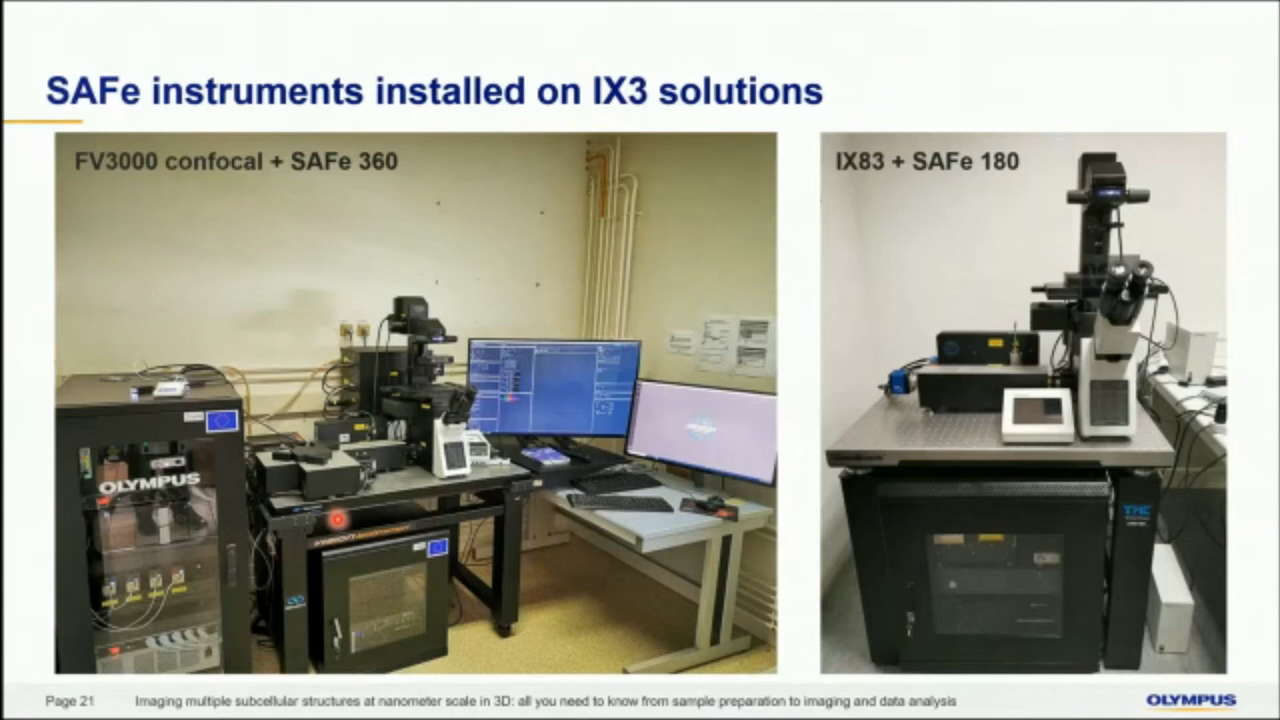 SAFe instruments installed on IX3 solutions
FV3000 confocal + SAFe 360
IX83 + SAFe 180
OLYMPUS
TMC
Page 21 Imaging multiple subcellular structures at nanometer scale in 3D: all you need to know from sample preparation to imaging and data analysis OLYMPUS